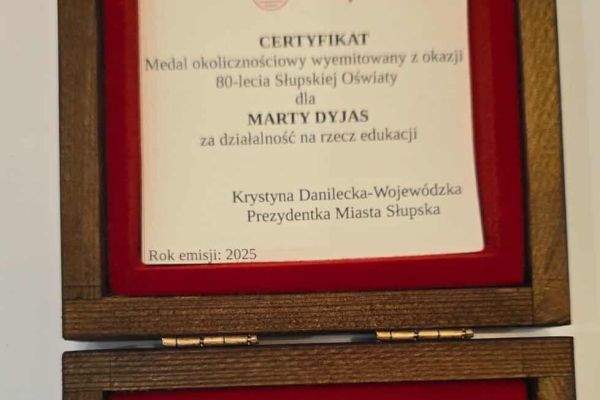 CERTYFIKAT
Medal okolicznościowy wyemitowany z okazji
80-lecia Słupskiej Oświaty
dla
MARTY DYJAS
za działalność na rzecz edukacji
Krystyna Danilecka-Wojewódzka
Prezydentka Miasta Słupska
Rok emisji: 2025